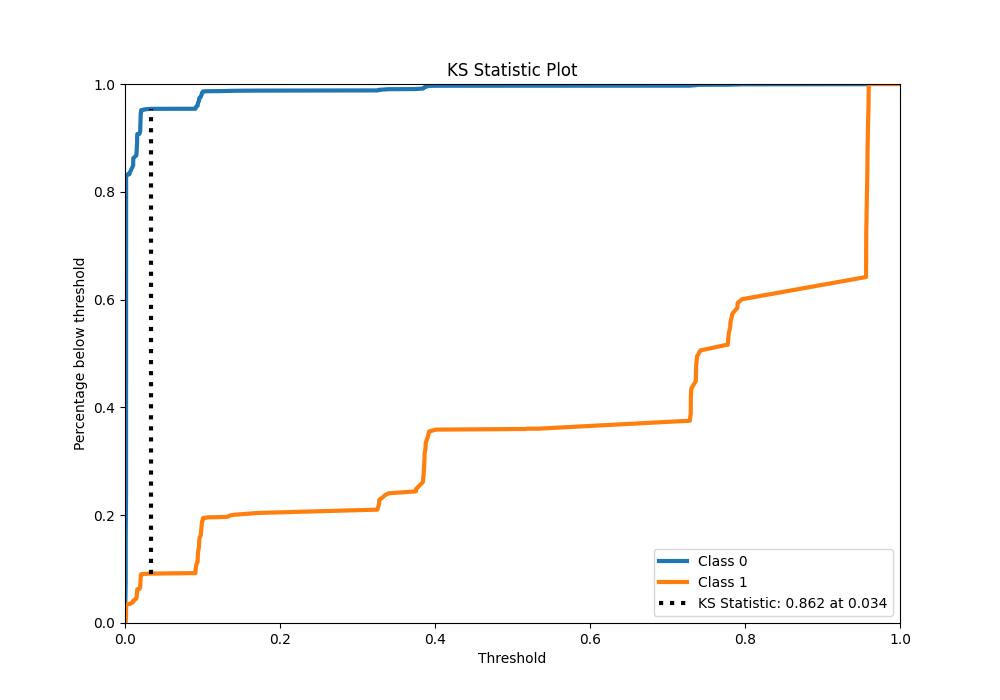 KS Statistic Plot
1.0
0.8
0.6
0.4
0.2
0.0
Percentage below threshold
0.0 0.2 0.4 0.6 0.8 1.0
Threshold
Class 0
Class 1
KS Statistic: 0.862 at 0.034